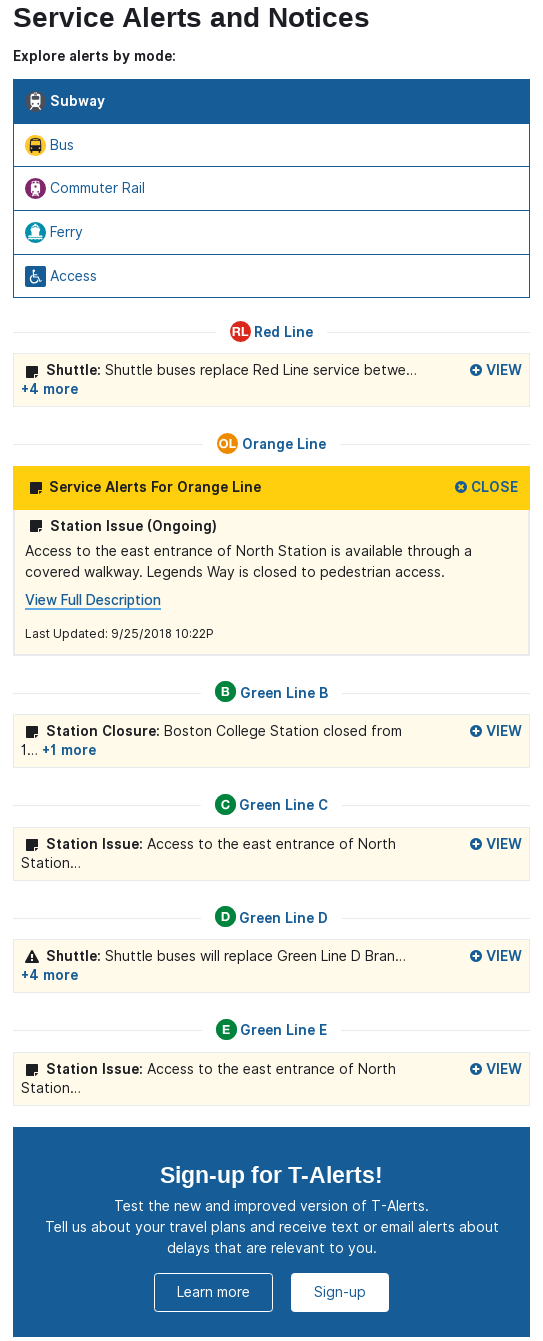 Service Alerts and Notices
Explore alerts by mode:
Subway
Bus
Commuter Rail
Ferry
Access
RL Red Line
Shuttle: Shuttle buses replace Red Line service betwe... VIEW
+4 more
OL Orange Line
Service Alerts For Orange Line CLOSE
Station Issue (Ongoing)
Access to the east entrance of North Station is available through a
covered walkway. Legends Way is closed to pedestrian access.
View Full Description
Last Updated: 9/25/2018 10:22P
B Green Line B
Station Closure: Boston College Station closed from VIEW
1... +1 more
C Green Line C
Station Issue: Access to the east entrance of North VIEW
Station...
D Green Line D
Shuttle: Shuttle buses will replace Green Line D Bran... VIEW
+4 more
E Green Line E
Station Issue: Access to the east entrance of North VIEW
Station...
Sign-up for T-Alerts!
Test the new and improved version of T-Alerts.
Tell us about your travel plans and receive text or email alerts about
delays that are relevant to you.
Learn more Sign-up